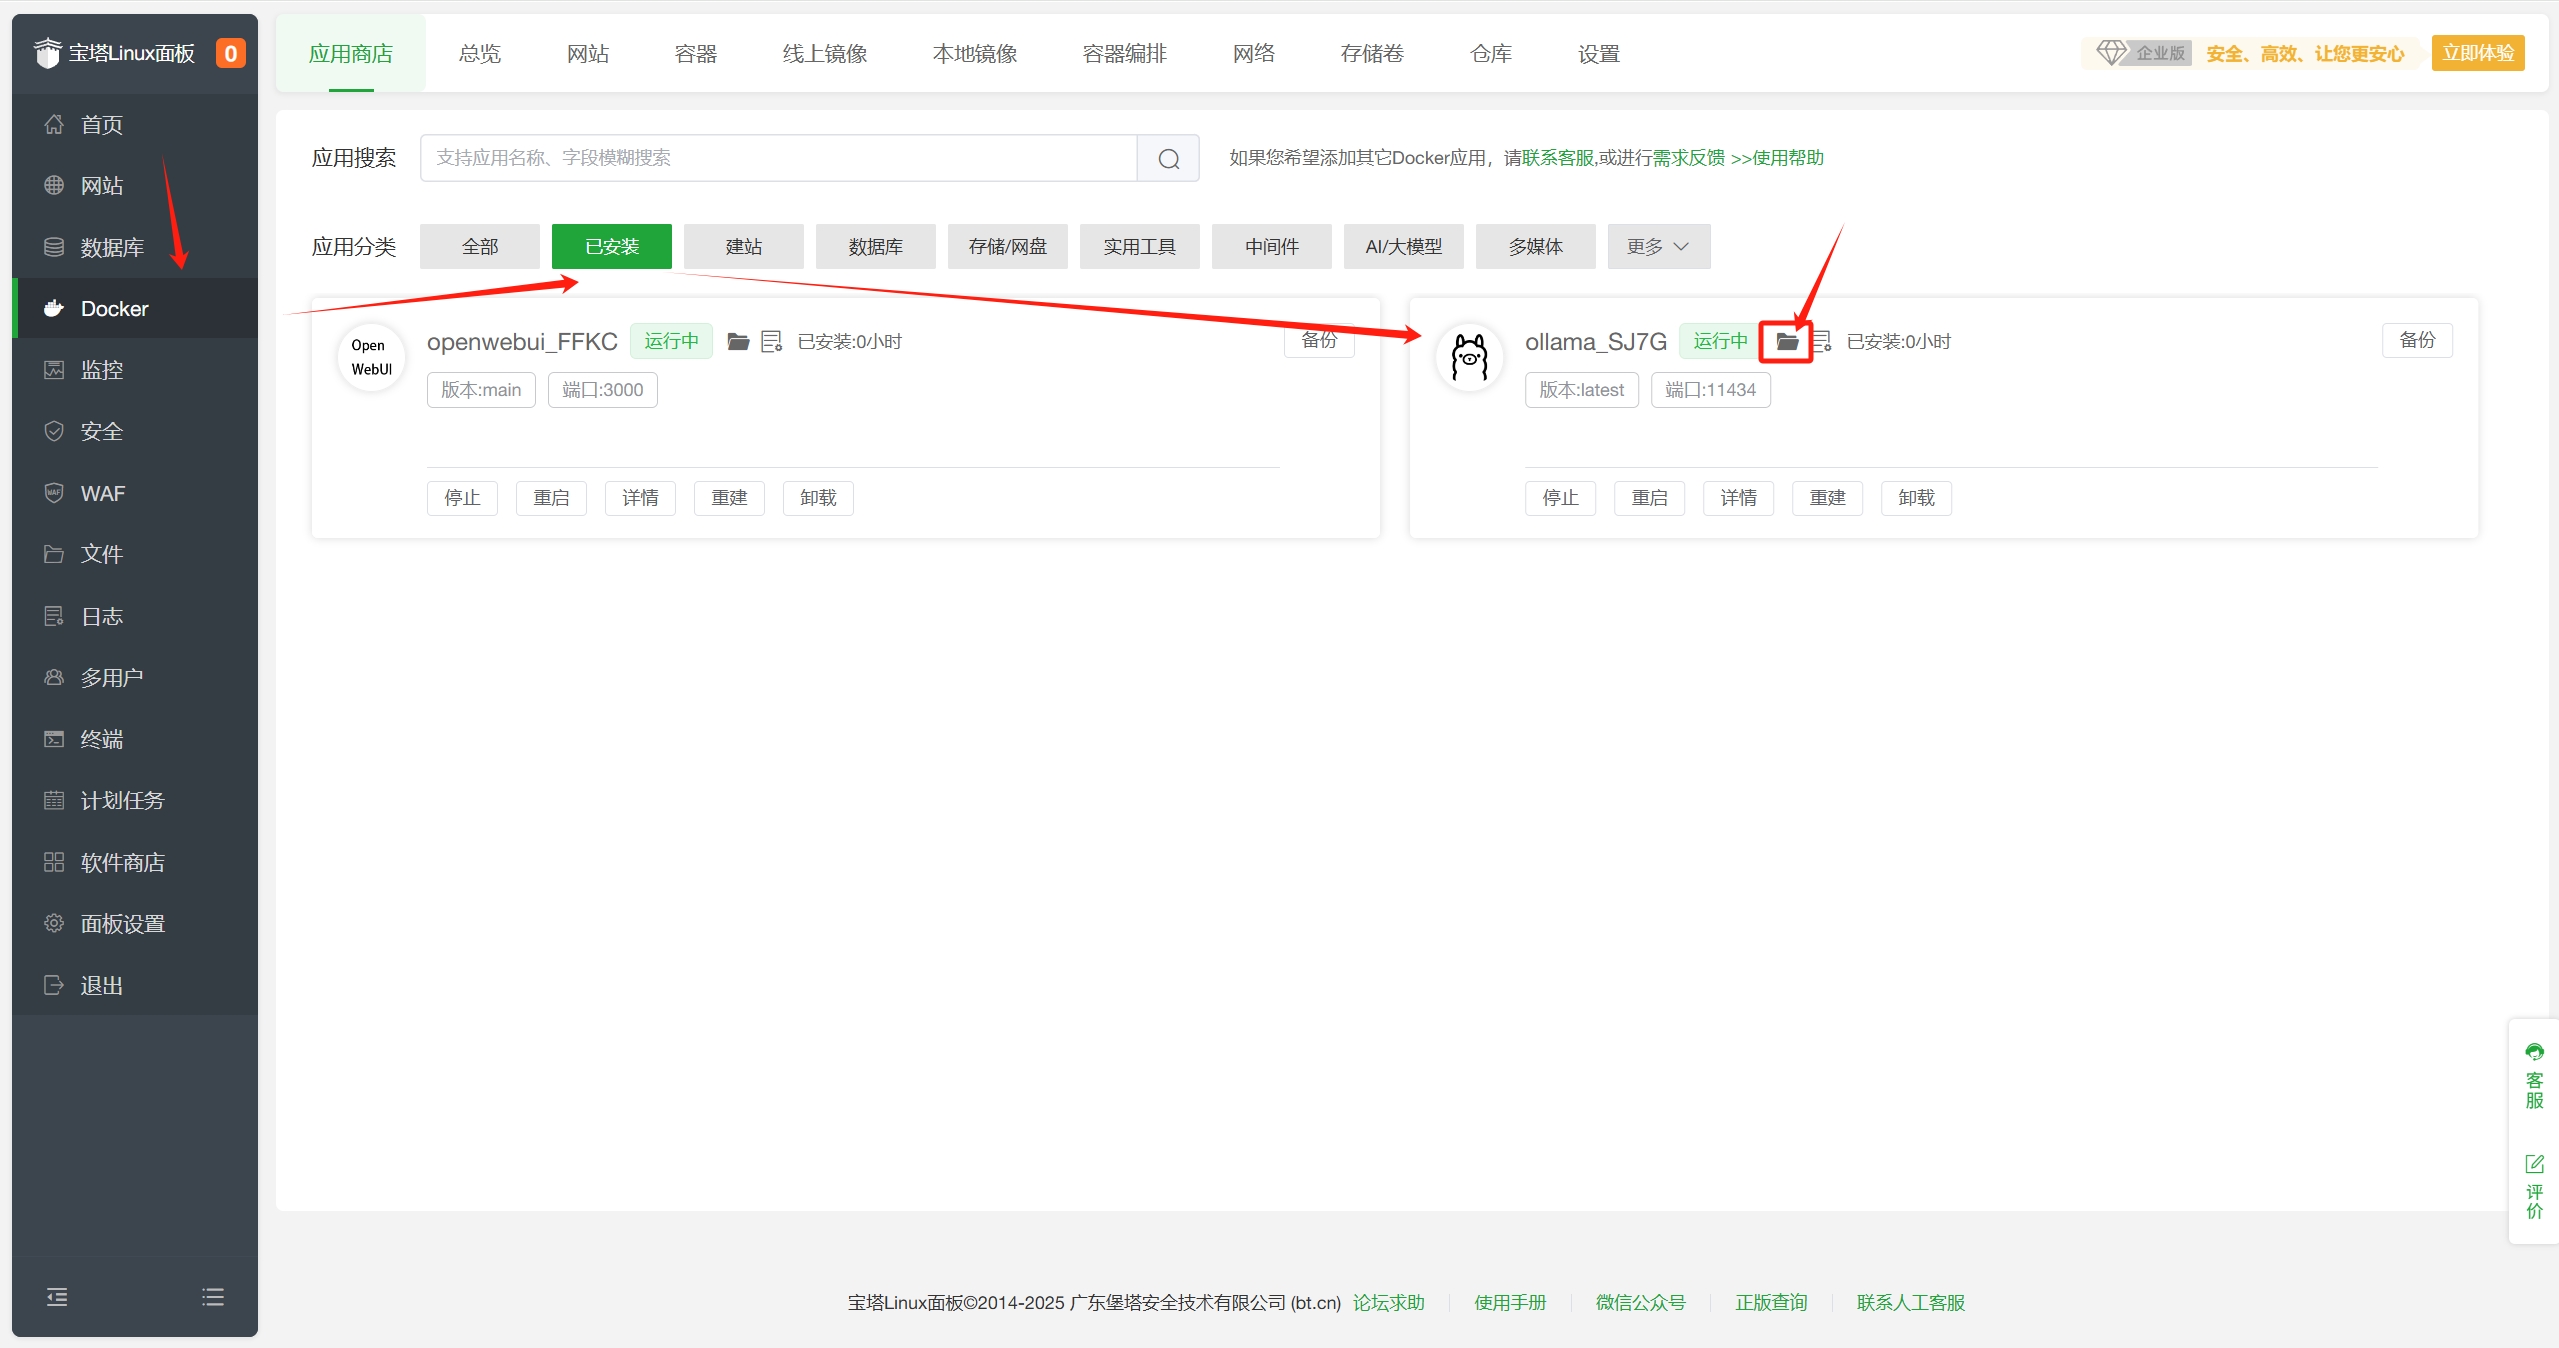 宝塔Linux面板 0
首页
网站
数据库
Docker
监控
安全
WAF
文件
日志
多用户
终端
计划任务
软件商店
面板设置
退出
应用商店 总览 网站 容器 线上镜像 本地镜像 容器编排 网络 存储卷 仓库 设置
企业版 安全、高效、让您更安心 立即体验
应用搜索 支持应用名称、字段模糊搜索 如果您希望添加其它Docker应用，请联系客服,或进行需求反馈 >>使用帮助
应用分类 全部 已安装 建站 数据库 存储/网盘 实用工具 中间件 AI/大模型 多媒体 更多
Open
WebUI
openwebui_FFKC 运行中 已安装:0小时 备份
版本:main 端口:3000
停止 重启 详情 重建 卸载
ollama_SJ7G 运行中 已安装:0小时 备份
版本:latest 端口:11434
停止 重启 详情 重建 卸载
客服
评价
宝塔Linux面板©2014-2025 广东堡塔安全技术有限公司 (bt.cn) 论坛求助 使用手册 微信公众号 正版查询 联系人工客服